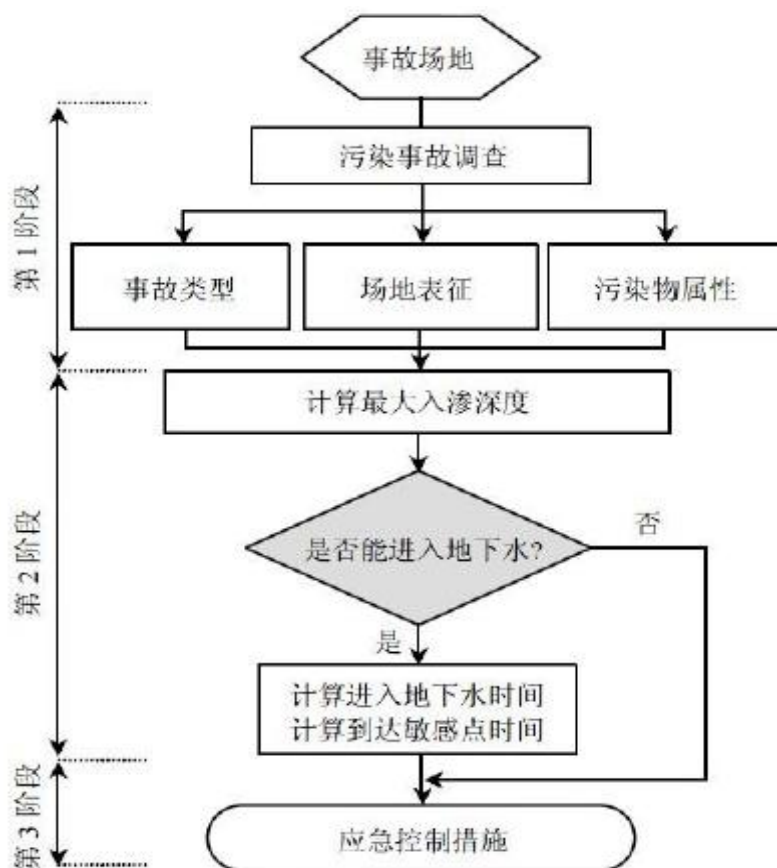 事故场地
第1阶段
污染事故调查
事故类型
场地表征
污染物属性
第2阶段
计算最大入渗深度
是否能进入地下水?
否
是
计算进入地下水时间
计算到达敏感点时间
第3阶段
应急控制措施